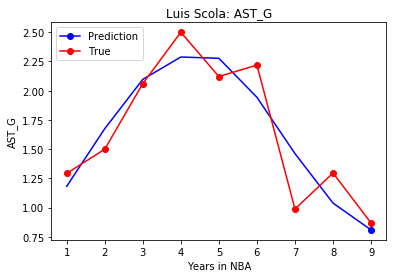 Luis Scola: AST_G
Prediction
True
AST_G
2.50
2.25
2.00
1.75
1.50
1.25
1.00
0.75
1 2 3 4 5 6 7 8 9
Years in NBA